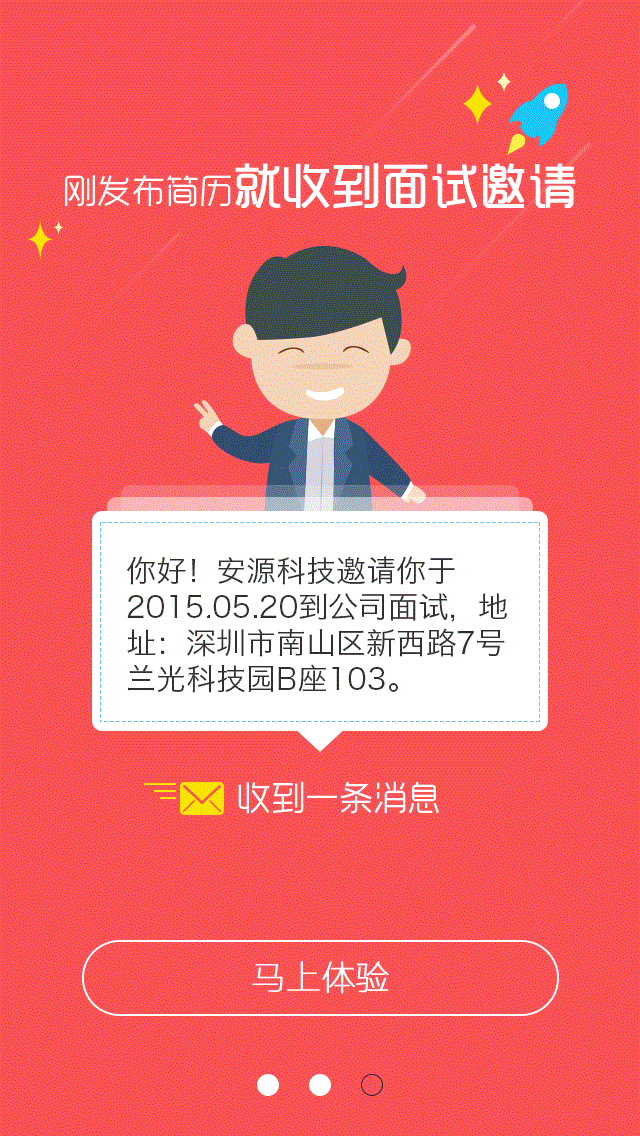 刚发布简历就收到面试邀请
你好！安源科技邀请你于
2015.05.20到公司面试，地
址：深圳市南山区新西路7号
兰光科技园B座103。
收到一条消息
马上体验